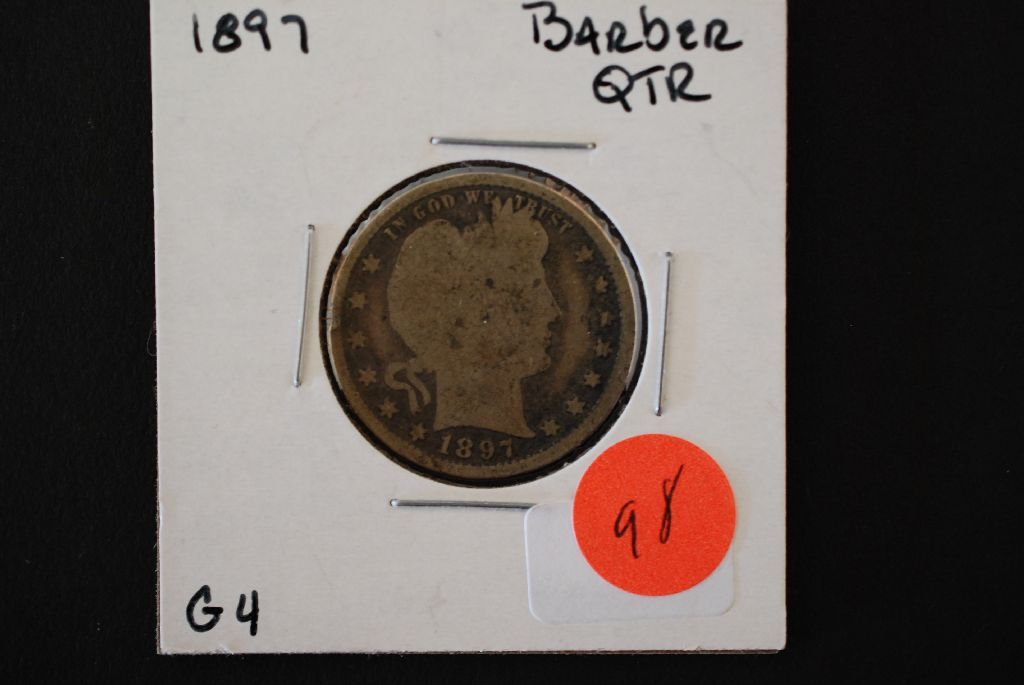 1897
BARbER
QTR
IN GOD WE TRUST
1897
98
G4